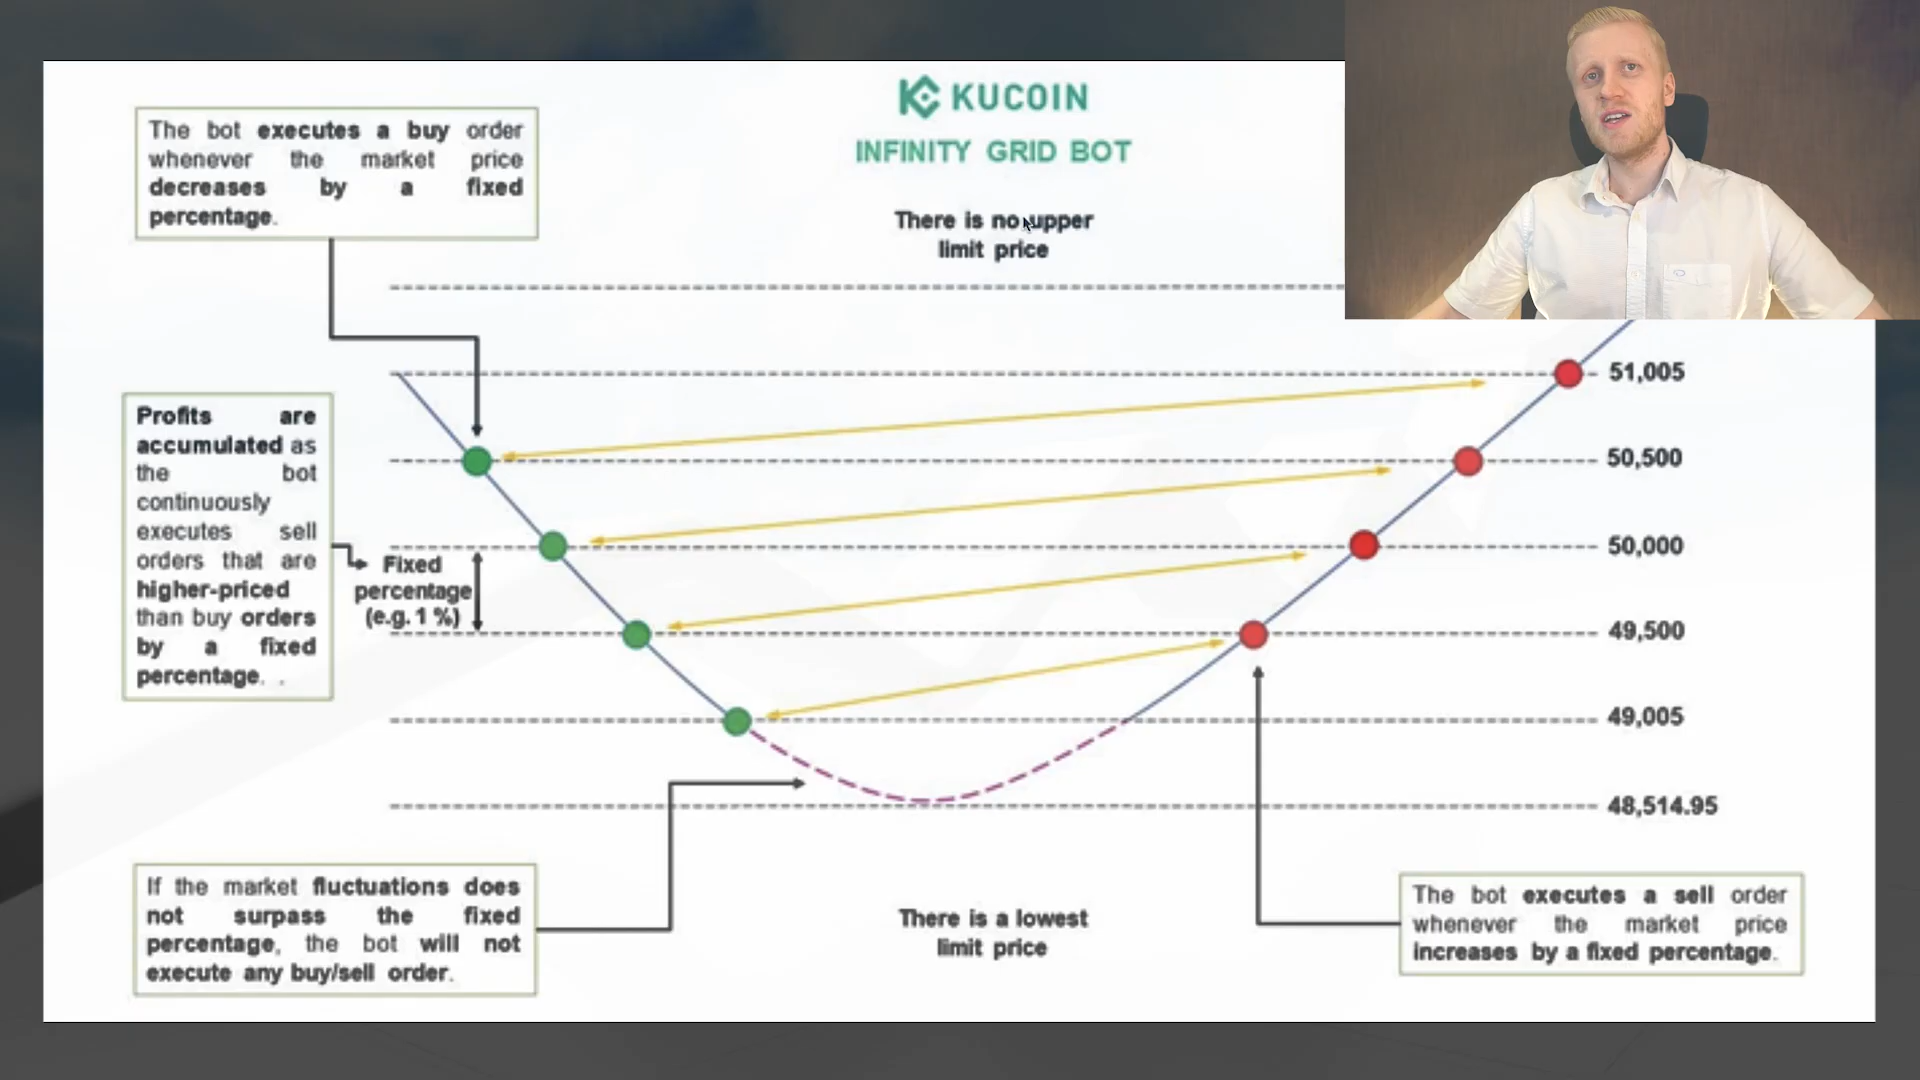 KUCOIN
INFINITY GRID BOT
The bot executes a buy order
whenever the market price
decreases by a fixed
percentage.
There is no upper
limit price
51,005
50,500
50,000
49,500
49,005
48,514.95
Profits are
accumulated as
the bot
continuously
executes sell
orders that are
higher-priced
than buy orders
by a fixed
percentage. .
Fixed
percentage
(e.g. 1 %)
If the market fluctuations does
not surpass the fixed
percentage, the bot will not
execute any buy/sell order.
There is a lowest
limit price
The bot executes a sell order
whenever the market price
increases by a fixed percentage.